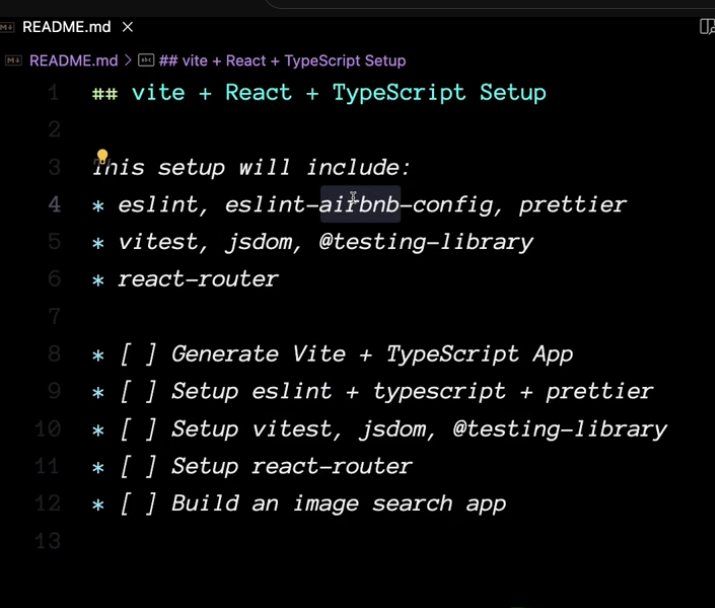 README.md ×
README.md > ## vite + React + TypeScript Setup
1 ## vite + React + TypeScript Setup
2
3 This setup will include:
4 * eslint, eslint-airbnb-config, prettier
5 * vitest, jsdom, @testing-library
6 * react-router
7
8 * [ ] Generate Vite + TypeScript App
9 * [ ] Setup eslint + typescript + prettier
10 * [ ] Setup vitest, jsdom, @testing-library
11 * [ ] Setup react-router
12 * [ ] Build an image search app
13